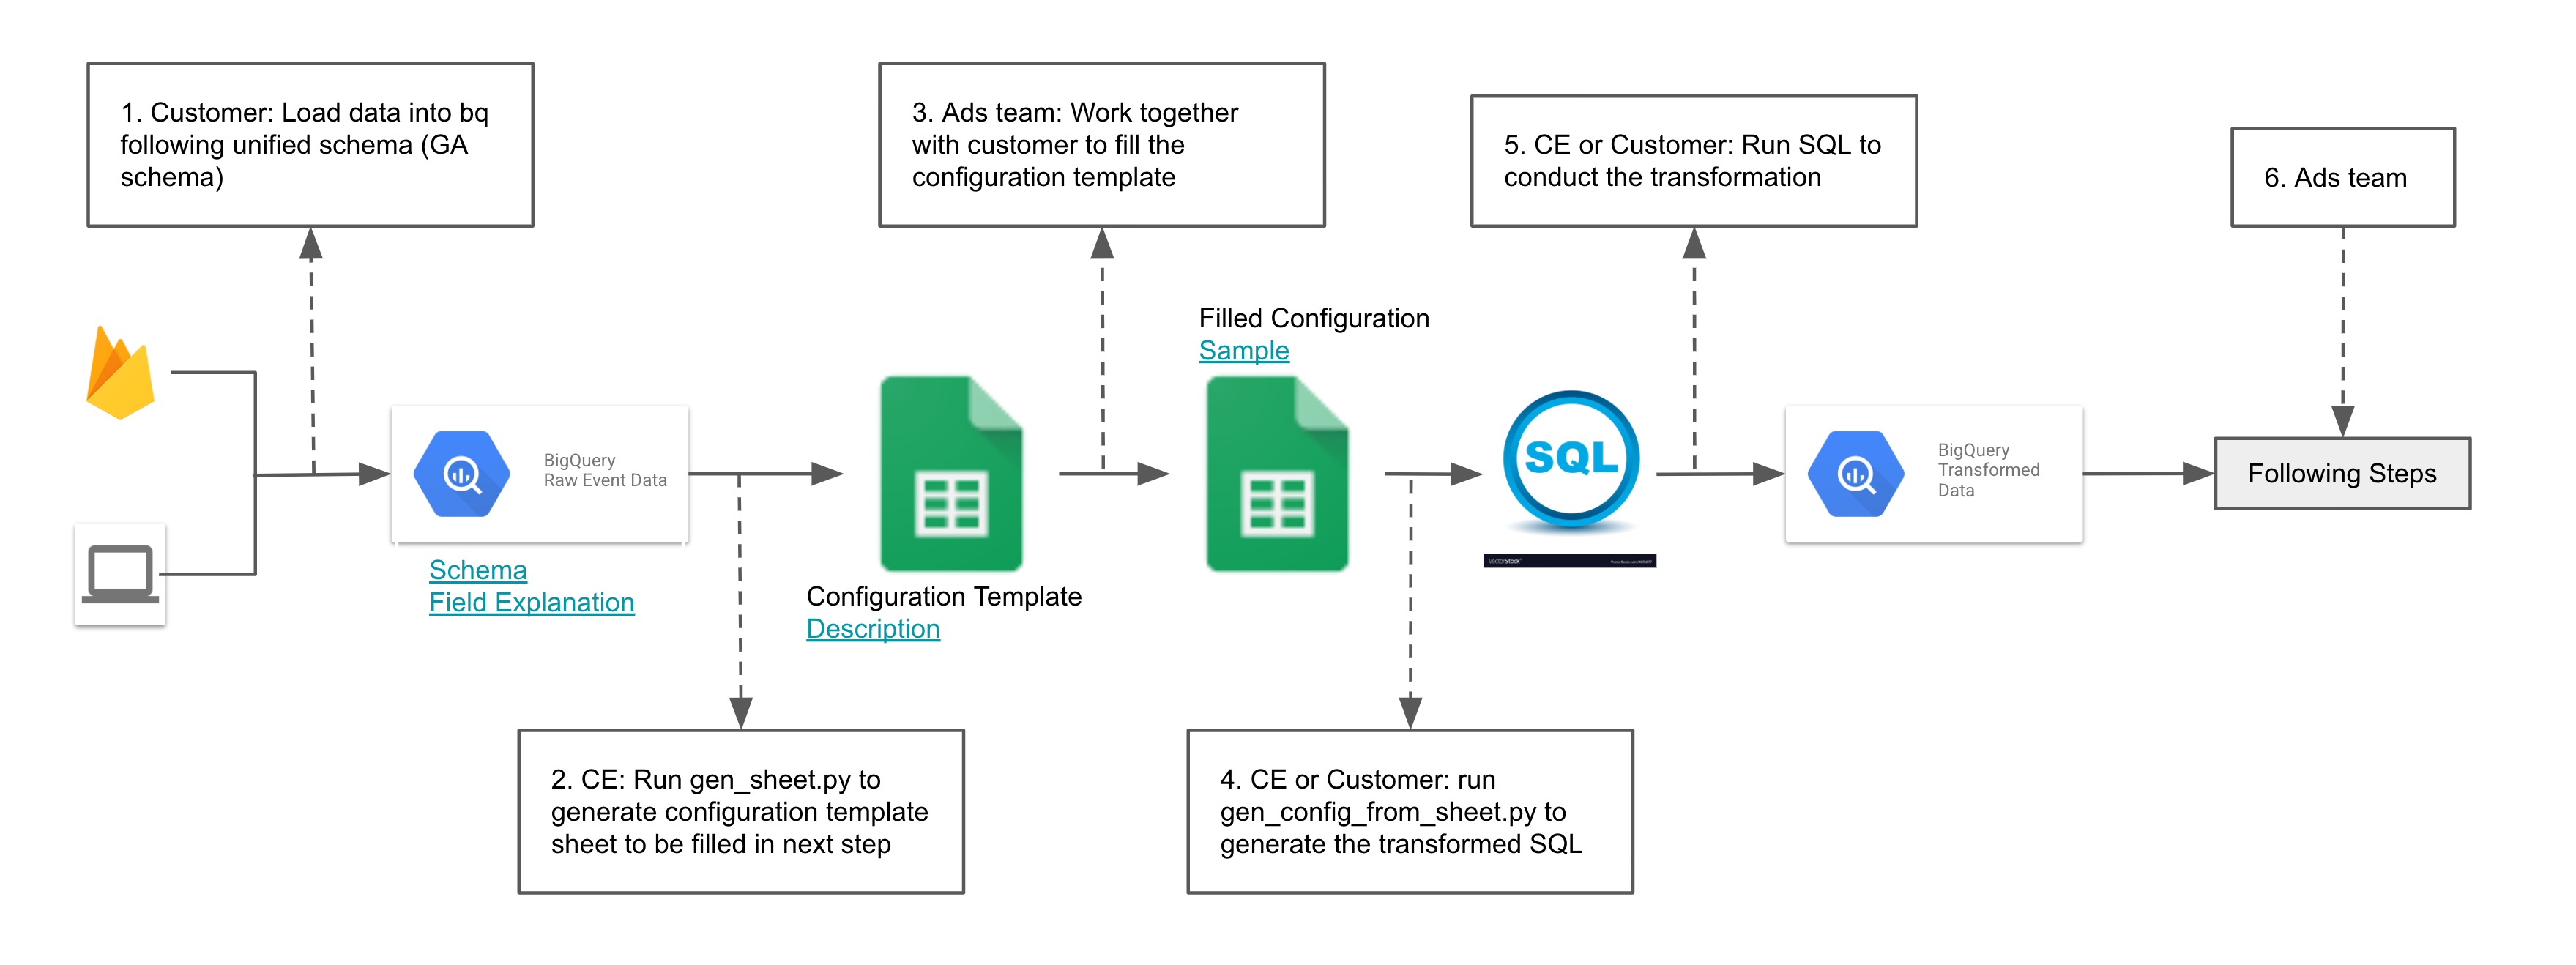 1. Customer: Load data into bq
following unified schema (GA
schema)
3. Ads team: Work together
with customer to fill the
configuration template
5. CE or Customer: Run SQL to
conduct the transformation
6. Ads team
Filled Configuration
Sample
BigQuery
Raw Event Data
SQL
BigQuery
Transformed
Data
Following Steps
Schema
Field Explanation
VectorStock
Configuration Template
Description
2. CE: Run gen_sheet.py to
generate configuration template
sheet to be filled in next step
4. CE or Customer: run
gen_config_from_sheet.py to
generate the transformed SQL